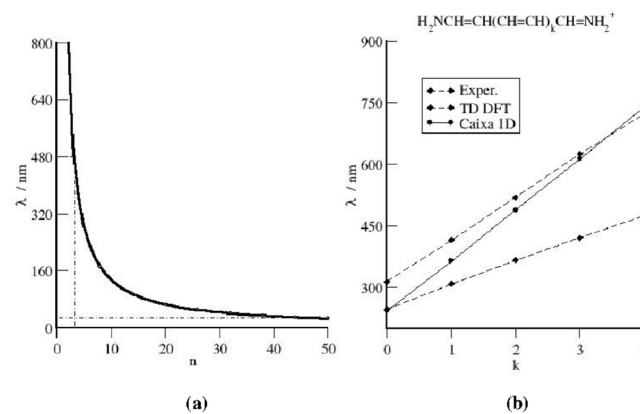 H₂NCH=CH(CH=CH)ₖCH=NH₂⁺
800
640
480
320
160
0
λ / nm
0 10 20 30 40 50
n
(a)
900
750
600
450
300
λ / nm
Exper.
TD DFT
Caixa 1D
0 1 2 3
k
(b)